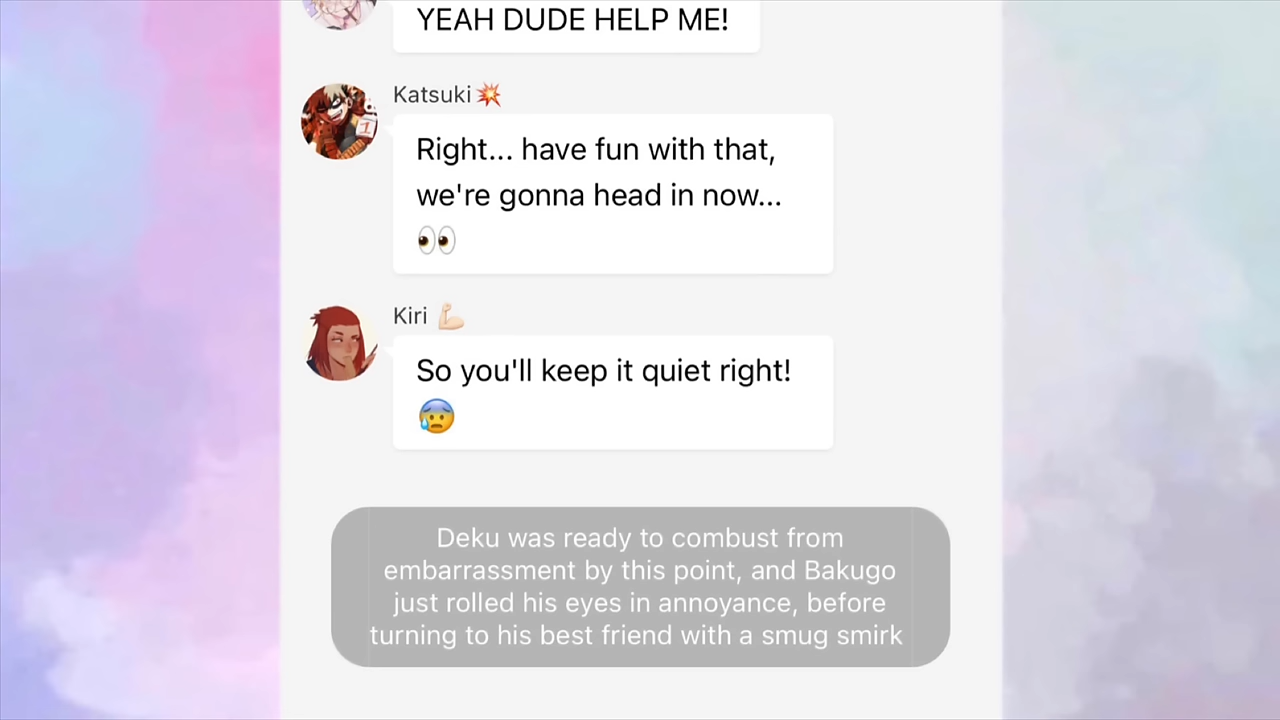 YEAH DUDE HELP ME!
Katsuki💥
Right... have fun with that,
we're gonna head in now...
👀
Kiri 💪🏻
So you'll keep it quiet right!
😰
Deku was ready to combust from
embarrassment by this point, and Bakugo
just rolled his eyes in annoyance, before
turning to his best friend with a smug smirk